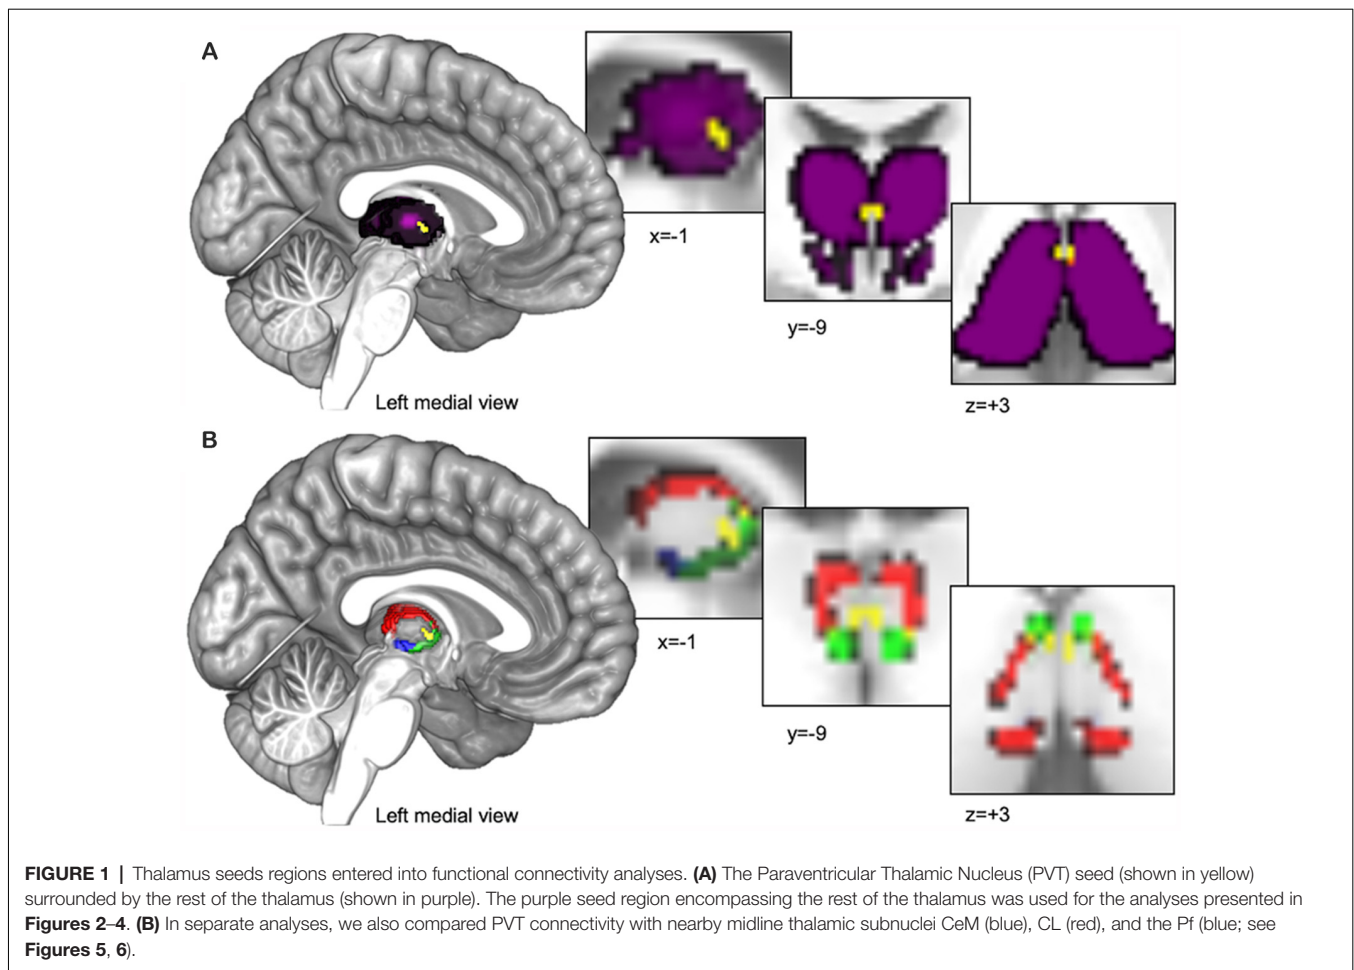 A
x=-1
y=-9
z=+3
Left medial view
B
x=-1
y=-9
z=+3
Left medial view
FIGURE 1 | Thalamus seeds regions entered into functional connectivity analyses. (A) The Paraventricular Thalamic Nucleus (PVT) seed (shown in yellow)
surrounded by the rest of the thalamus (shown in purple). The purple seed region encompassing the rest of the thalamus was used for the analyses presented in
Figures 2–4. (B) In separate analyses, we also compared PVT connectivity with nearby midline thalamic subnuclei CeM (blue), CL (red), and the Pf (blue; see
Figures 5, 6).